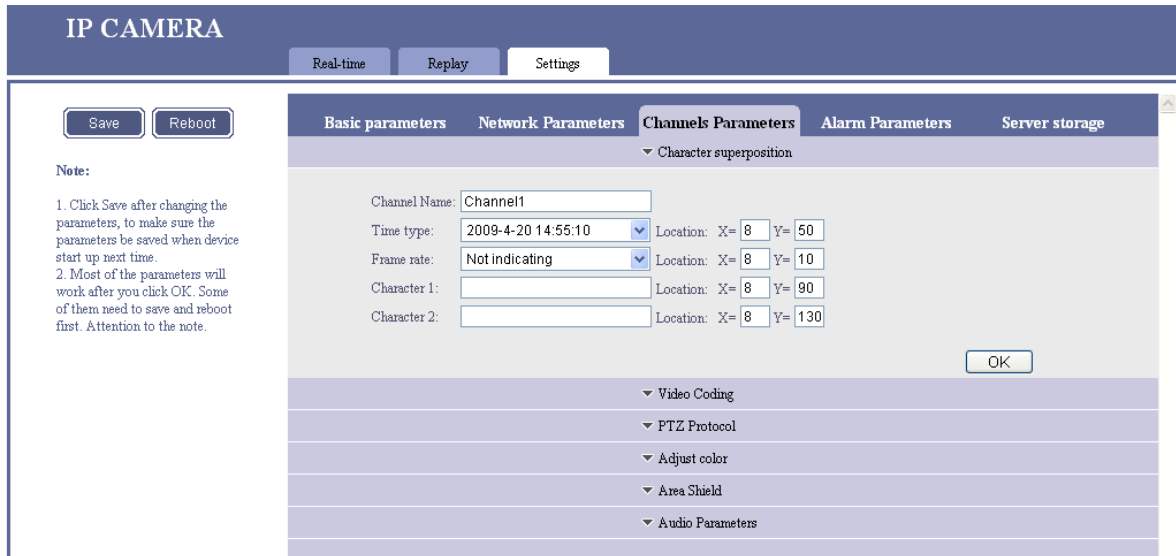 IP CAMERA
Real-time Replay Settings
Save Reboot
Note:
1. Click Save after changing the
parameters, to make sure the
parameters be saved when device
start up next time.
2. Most of the parameters will
work after you click OK. Some
of them need to save and reboot
first. Attention to the note.
Basic parameters Network Parameters Channels Parameters Alarm Parameters Server storage
Character superposition
Channel Name: Channel1
Time type: 2009-4-20 14:55:10 Location: X= 8 Y= 50
Frame rate: Not indicating Location: X= 8 Y= 10
Character 1: Location: X= 8 Y= 90
Character 2: Location: X= 8 Y= 130
OK
Video Coding
PTZ Protocol
Adjust color
Area Shield
Audio Parameters